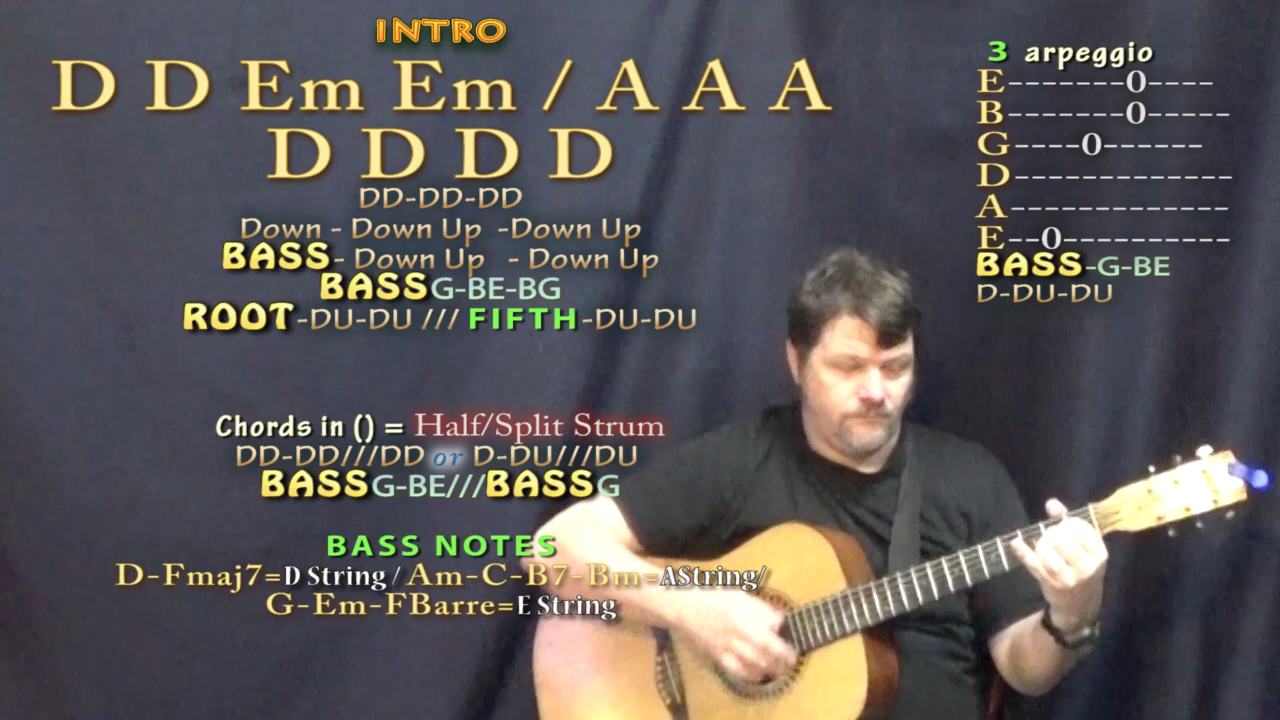 INTRO
D D Em Em / A A A
D D D D
DD-DD-DD
Down - Down Up -Down Up
BASS- Down Up - Down Up
BASSG-BE-BG
ROOT-DU-DU /// FIFTH-DU-DU
Chords in () = Half/Split Strum
DD-DD///DD or D-DU///DU
BASSG-BE///BASSG
BASS NOTES
D-Fmaj7=D String / Am-C-B7-Bm=AString/
G-Em-FBarre=E String
3 arpeggio
E-------0----
B-------0-----
G----0------
D-------------
A------------
E--0----------
BASS-G-BE
D-DU-DU